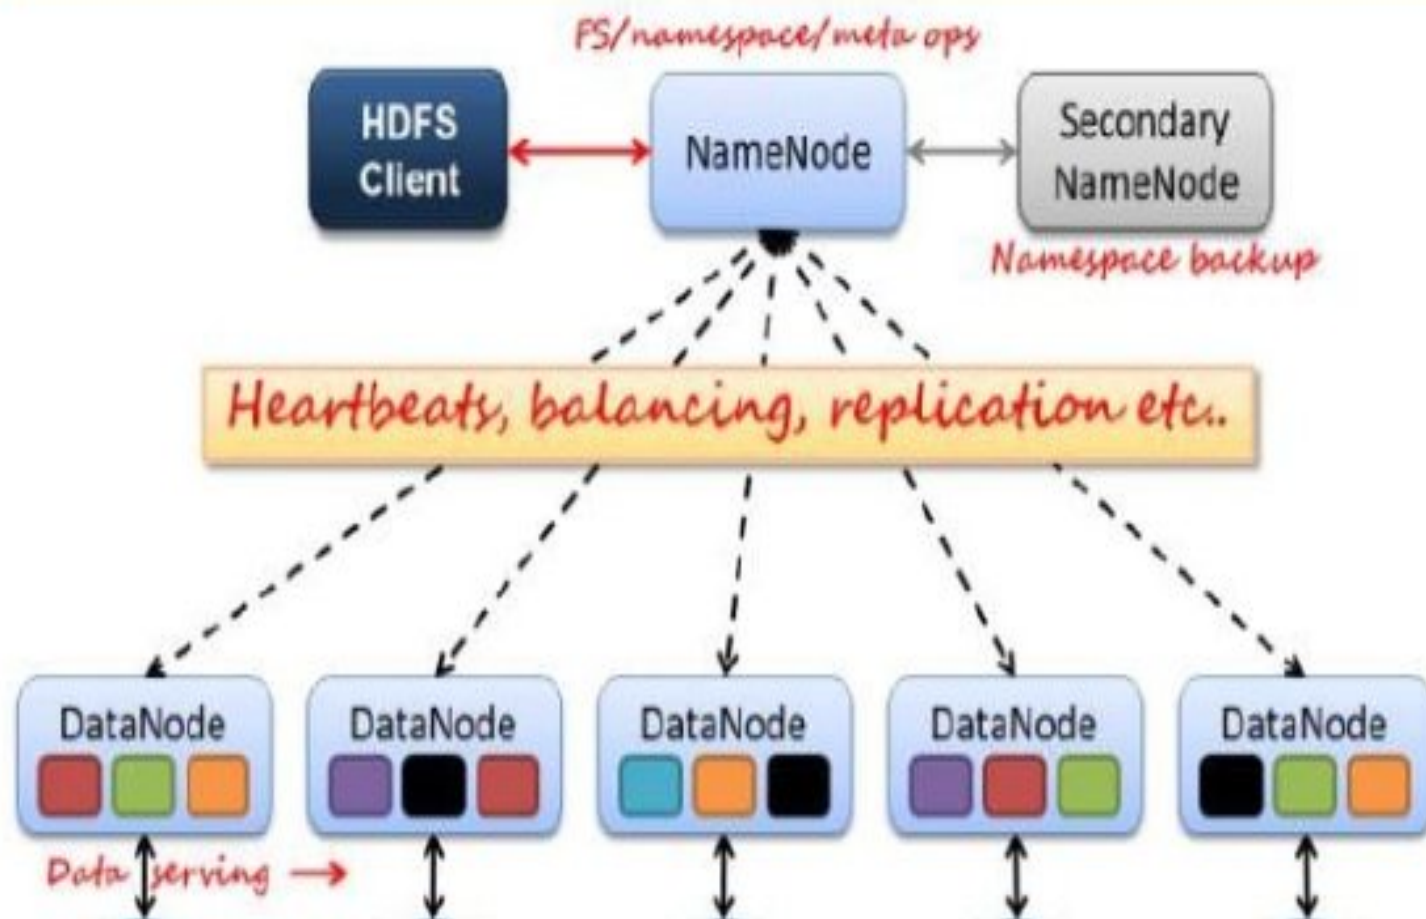 FS/namespace/meta ops
HDFS
Client
NameNode
Secondary
NameNode
Namespace backup
Heartbeats, balancing, replication etc..
DataNode
DataNode
DataNode
DataNode
DataNode
Data serving